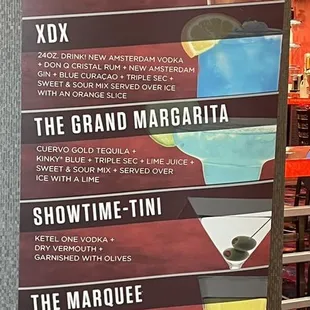 XDX
24OZ. DRINK! NEW AMSTERDAM VODKA
+ DON Q CRISTAL RUM + NEW AMSTERDAM
GIN + BLUE CURAÇAO + TRIPLE SEC +
SWEET & SOUR MIX SERVED OVER ICE
WITH AN ORANGE SLICE
THE GRAND MARGARITA
CUERVO GOLD TEQUILA +
KINKY® BLUE + TRIPLE SEC + LIME JUICE +
SWEET & SOUR MIX + SERVED OVER
ICE WITH A LIME
SHOWTIME-TINI
KETEL ONE VODKA +
DRY VERMOUTH +
GARNISHED WITH OLIVES
THE MARQUEE